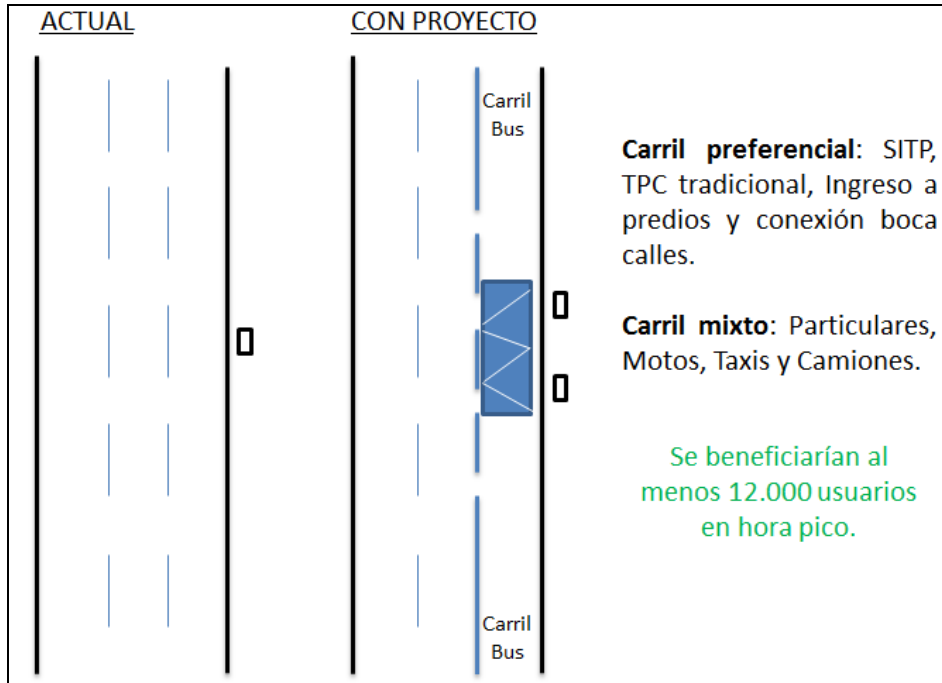 ACTUAL
CON PROYECTO
Carril
Bus
Carril preferencial: SITP,
TPC tradicional, Ingreso a
predios y conexión boca
calles.
Carril mixto: Particulares,
Motos, Taxis y Camiones.
Se beneficiarían al
menos 12.000 usuarios
en hora pico.
Carril
Bus